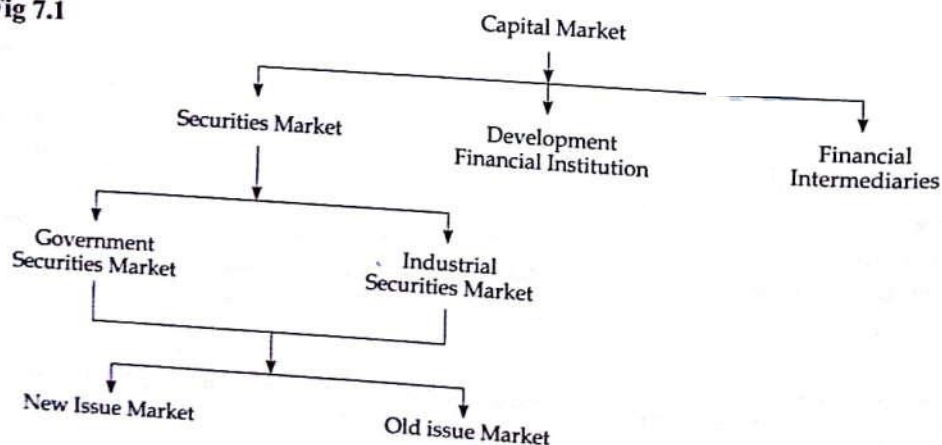 ig 7.1
Capital Market
Securities Market
Development
Financial Institution
Financial
Intermediaries
Government
Securities Market
Industrial
Securities Market
New Issue Market
Old issue Market